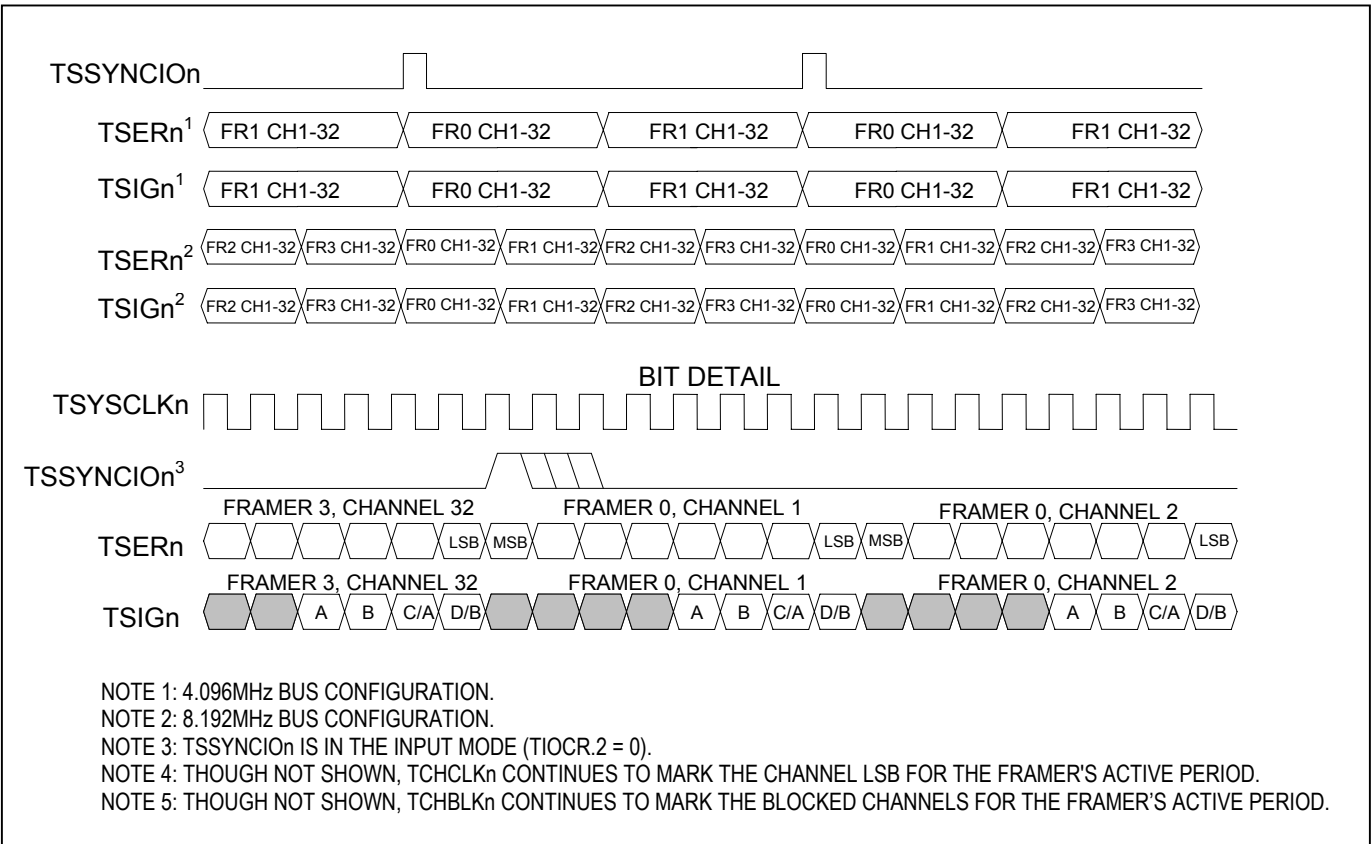 TSSYNCIOn
TSERn1 FR1 CH1-32 FR0 CH1-32 FR1 CH1-32 FR0 CH1-32 FR1 CH1-32
TSIGn1 FR1 CH1-32 FR0 CH1-32 FR1 CH1-32 FR0 CH1-32 FR1 CH1-32
TSERn2 FR2 CH1-32 FR3 CH1-32 FR0 CH1-32 FR1 CH1-32 FR2 CH1-32 FR3 CH1-32 FR0 CH1-32 FR1 CH1-32 FR2 CH1-32 FR3 CH1-32
TSIGn2 FR2 CH1-32 FR3 CH1-32 FR0 CH1-32 FR1 CH1-32 FR2 CH1-32 FR3 CH1-32 FR0 CH1-32 FR1 CH1-32 FR2 CH1-32 FR3 CH1-32
BIT DETAIL
TSYSCLKn
TSSYNCIOn3
FRAMER 3, CHANNEL 32 FRAMER 0, CHANNEL 1 FRAMER 0, CHANNEL 2
TSERn LSB MSB LSB MSB LSB
FRAMER 3, CHANNEL 32 FRAMER 0, CHANNEL 1 FRAMER 0, CHANNEL 2
TSIGn A B C/A D/B A B C/A D/B A B C/A D/B
NOTE 1: 4.096MHz BUS CONFIGURATION.
NOTE 2: 8.192MHz BUS CONFIGURATION.
NOTE 3: TSSYNCIOn IS IN THE INPUT MODE (TIOCR.2 = 0).
NOTE 4: THOUGH NOT SHOWN, TCHCLKn CONTINUES TO MARK THE CHANNEL LSB FOR THE FRAMER'S ACTIVE PERIOD.
NOTE 5: THOUGH NOT SHOWN, TCHBLKn CONTINUES TO MARK THE BLOCKED CHANNELS FOR THE FRAMER’S ACTIVE PERIOD.